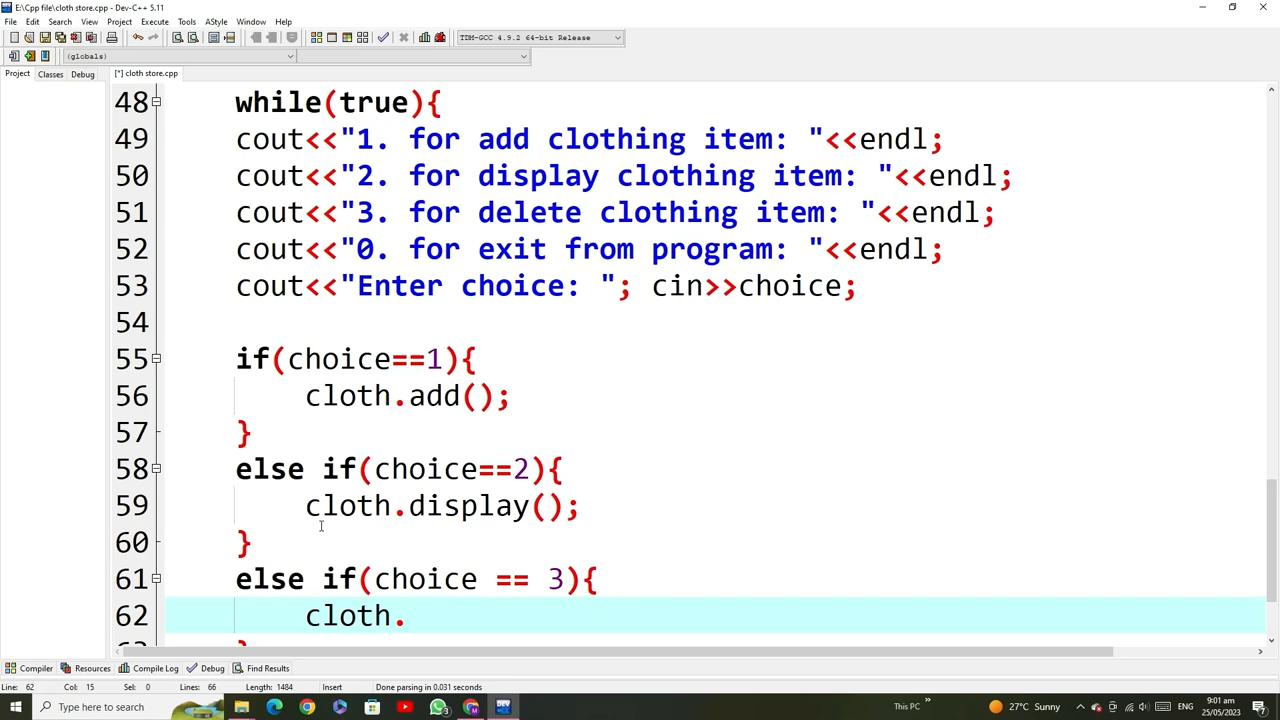 E:\Cpp file\cloth store.cpp - Dev-C++ 5.11
File Edit Search View Project Execute Tools AStyle Window Help
TDM-GCC 4.9.2 64-bit Release
(globals)
Project Classes Debug [*] cloth store.cpp
48 while(true){
49 cout<<"1. for add clothing item: "<<endl;
50 cout<<"2. for display clothing item: "<<endl;
51 cout<<"3. for delete clothing item: "<<endl;
52 cout<<"0. for exit from program: "<<endl;
53 cout<<"Enter choice: "; cin>>choice;
54
55 if(choice==1){
56 cloth.add();
57 }
58 else if(choice==2){
59 cloth.display();
60 }
61 else if(choice == 3){
62 cloth.
63 }
Compiler Resources Compile Log Debug Find Results
Line: 62 Col: 15 Sel: 0 Lines: 66 Length: 1484 Insert Done parsing in 0.031 seconds
Type here to search This PC » 27°C Sunny 9:01 am
25/05/2023